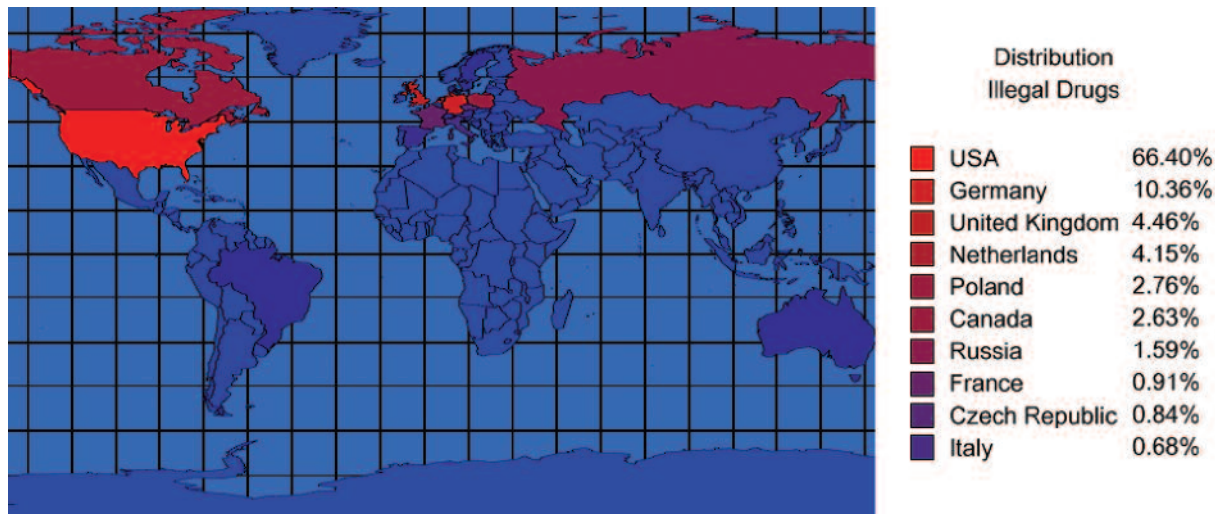 Distribution
Illegal Drugs
USA 66.40%
Germany 10.36%
United Kingdom 4.46%
Netherlands 4.15%
Poland 2.76%
Canada 2.63%
Russia 1.59%
France 0.91%
Czech Republic 0.84%
Italy 0.68%